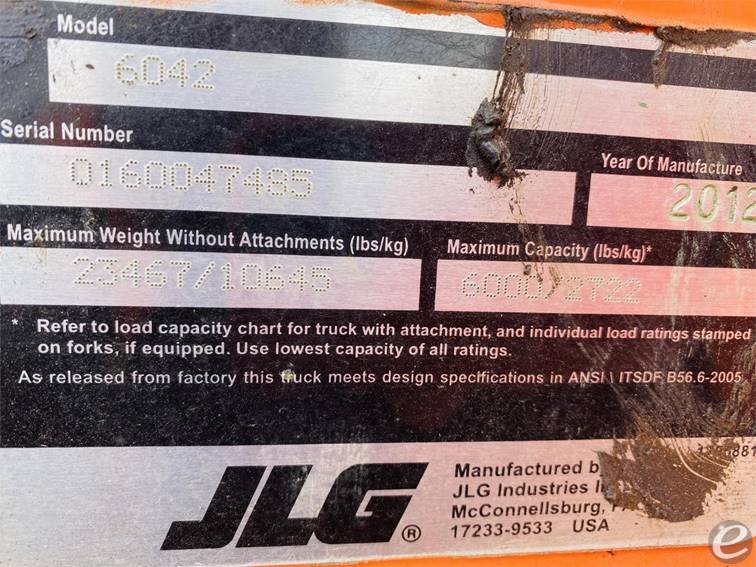 Model
6042
Serial Number
0160047485
Year Of Manufacture
Maximum Weight Without Attachments (lbs/kg)
23467/10645
Maximum Capacity (lbs/kg)*
6000/2722
* Refer to load capacity chart for truck with attachment, and individual load ratings stamped
on forks, if equipped. Use lowest capacity of all ratings.
As released from factory this truck meets design specifications in ANSI \ ITSDF B56.6-2005
JLG®
Manufactured
JLG Industries
McConnellsburg,
17233-9533 USA
e